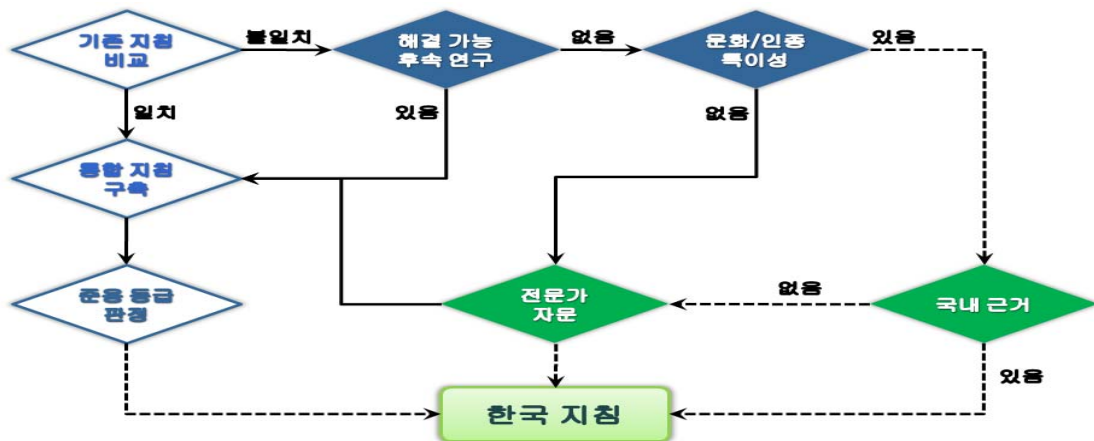 기존 지침
비교
불일치
해결 가능
후속 연구
없음
문화/인종
특이성
있음
일치
있음
없음
통합 지침
구축
준용 등급
판정
전문가
자문
없음
국내 근거
있음
한국 지침